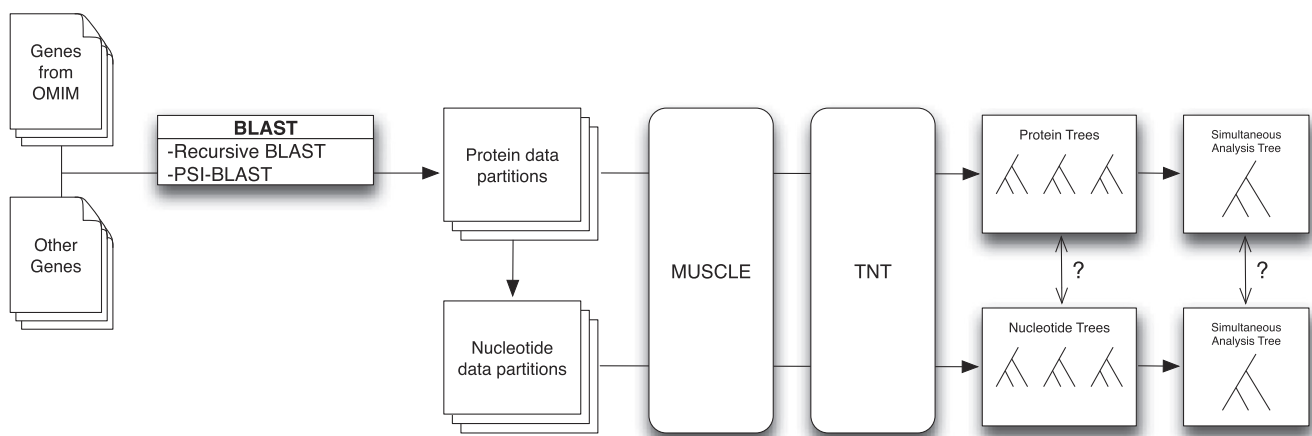 Genes
from
OMIM
Other
Genes
BLAST
-Recursive BLAST
-PSI-BLAST
Protein data
partitions
Nucleotide
data partitions
MUSCLE
TNT
Protein Trees
Simultaneous
Analysis Tree
?
?
Nucleotide Trees
Simultaneous
Analysis Tree